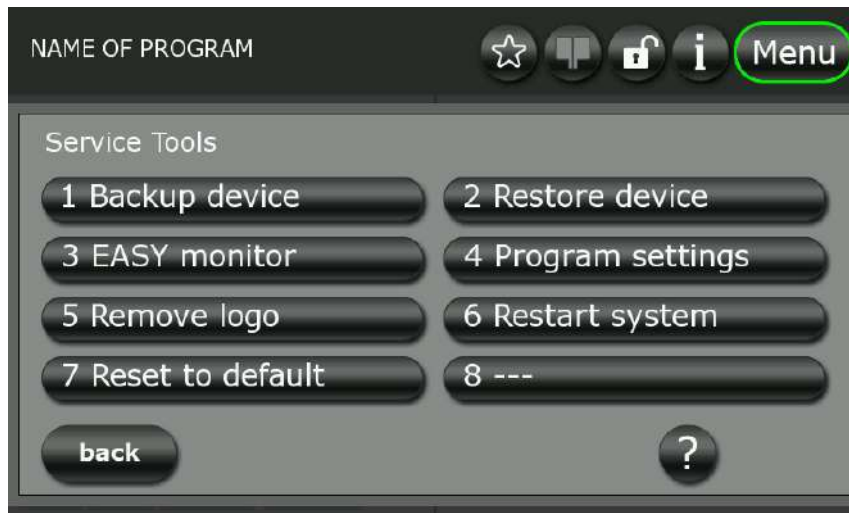 NAME OF PROGRAM
i
Menu
Service Tools
1 Backup device
2 Restore device
3 EASY monitor
4 Program settings
5 Remove logo
6 Restart system
7 Reset to default
8 ---
back
?